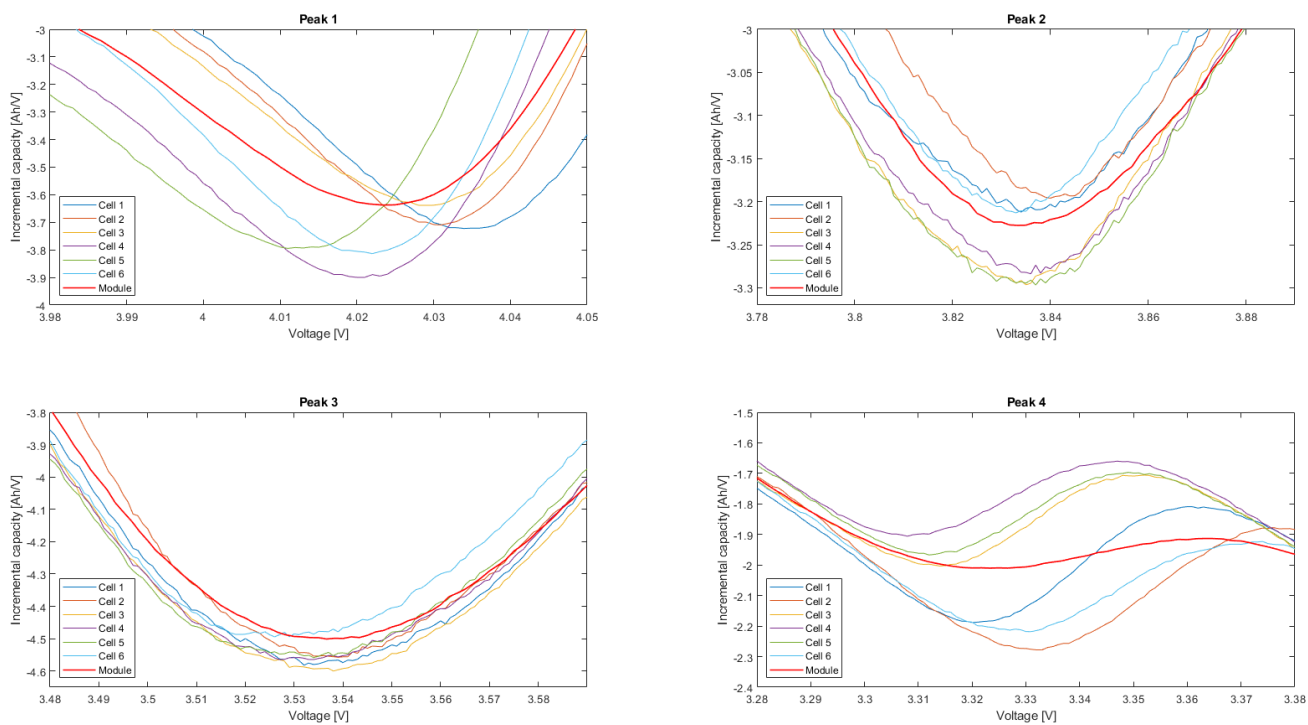 Peak 1
Incremental capacity [Ah/V]
-3
-3.1
-3.2
-3.3
-3.4
-3.5
-3.6
-3.7
-3.8
-3.9
-4
Cell 1
Cell 2
Cell 3
Cell 4
Cell 5
Cell 6
Module
3.98 3.99 4 4.01 4.02 4.03 4.04 4.05
Voltage [V]
Peak 2
Incremental capacity [Ah/V]
-3
-3.05
-3.1
-3.15
-3.2
-3.25
-3.3
Cell 1
Cell 2
Cell 3
Cell 4
Cell 5
Cell 6
Module
3.78 3.8 3.82 3.84 3.86 3.88
Voltage [V]
Peak 3
Incremental capacity [Ah/V]
-3.8
-3.9
-4
-4.1
-4.2
-4.3
-4.4
-4.5
-4.6
Cell 1
Cell 2
Cell 3
Cell 4
Cell 5
Cell 6
Module
3.48 3.49 3.5 3.51 3.52 3.53 3.54 3.55 3.56 3.57 3.58
Voltage [V]
Peak 4
Incremental capacity [Ah/V]
-1.5
-1.6
-1.7
-1.8
-1.9
-2
-2.1
-2.2
-2.3
-2.4
Cell 1
Cell 2
Cell 3
Cell 4
Cell 5
Cell 6
Module
3.28 3.29 3.3 3.31 3.32 3.33 3.34 3.35 3.36 3.37 3.38
Voltage [V]